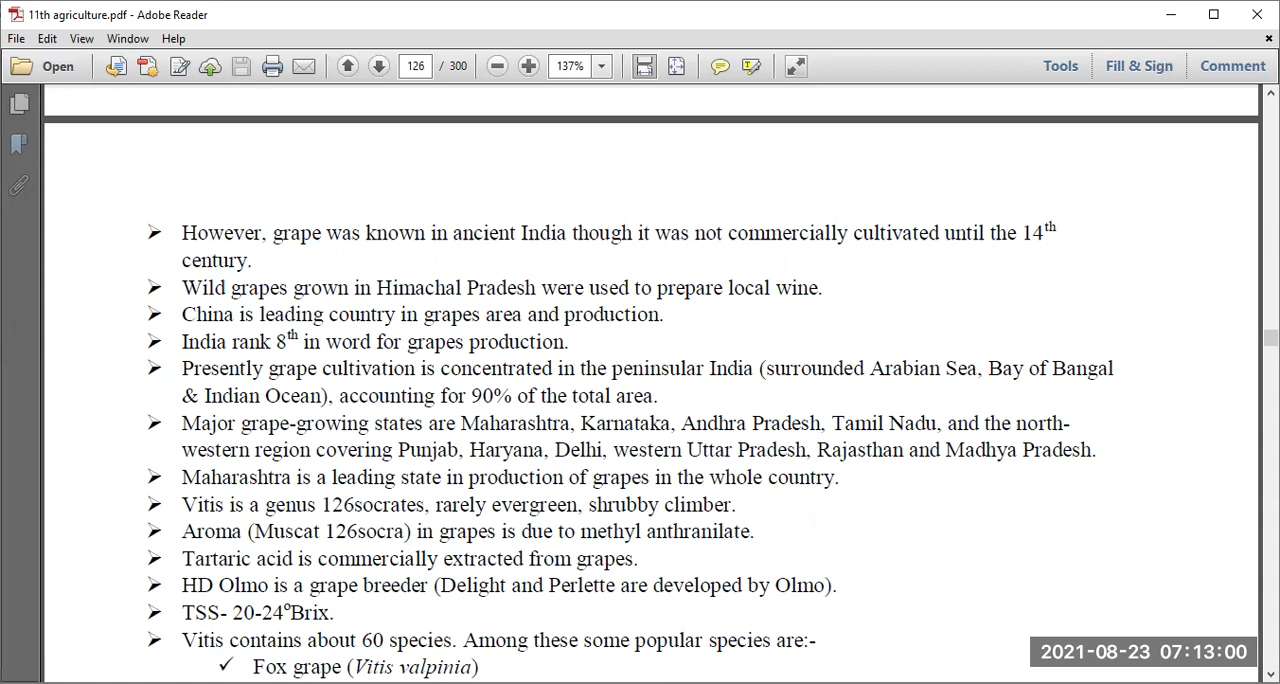 11th agriculture.pdf - Adobe Reader
File Edit View Window Help
Open 126 / 300 137% Tools Fill & Sign Comment
➢ However, grape was known in ancient India though it was not commercially cultivated until the 14th
century.
➢ Wild grapes grown in Himachal Pradesh were used to prepare local wine.
➢ China is leading country in grapes area and production.
➢ India rank 8th in word for grapes production.
➢ Presently grape cultivation is concentrated in the peninsular India (surrounded Arabian Sea, Bay of Bangal
& Indian Ocean), accounting for 90% of the total area.
➢ Major grape-growing states are Maharashtra, Karnataka, Andhra Pradesh, Tamil Nadu, and the north-
western region covering Punjab, Haryana, Delhi, western Uttar Pradesh, Rajasthan and Madhya Pradesh.
➢ Maharashtra is a leading state in production of grapes in the whole country.
➢ Vitis is a genus 126socrates, rarely evergreen, shrubby climber.
➢ Aroma (Muscat 126socra) in grapes is due to methyl anthranilate.
➢ Tartaric acid is commercially extracted from grapes.
➢ HD Olmo is a grape breeder (Delight and Perlette are developed by Olmo).
➢ TSS- 20-24ºBrix.
➢ Vitis contains about 60 species. Among these some popular species are:-
✓ Fox grape (Vitis valpinia)
2021-08-23 07:13:00